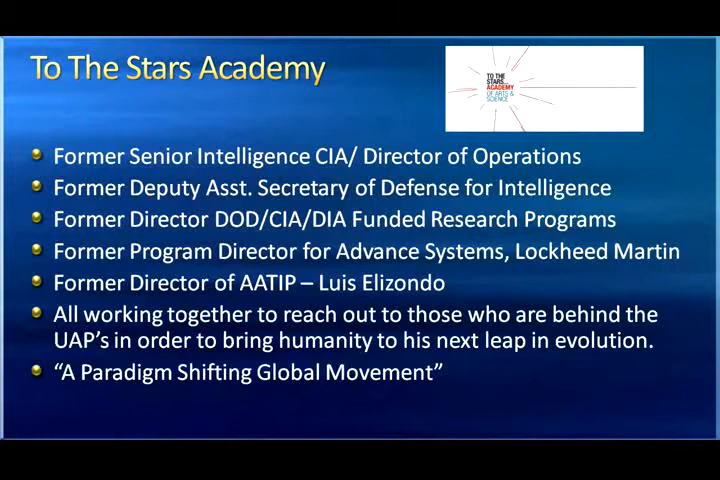 To The Stars Academy
TO THE
STARS...
ACADEMY
OF ARTS &
SCIENCE
Former Senior Intelligence CIA/ Director of Operations
Former Deputy Asst. Secretary of Defense for Intelligence
Former Director DOD/CIA/DIA Funded Research Programs
Former Program Director for Advance Systems, Lockheed Martin
Former Director of AATIP – Luis Elizondo
All working together to reach out to those who are behind the
UAP's in order to bring humanity to his next leap in evolution.
“A Paradigm Shifting Global Movement”